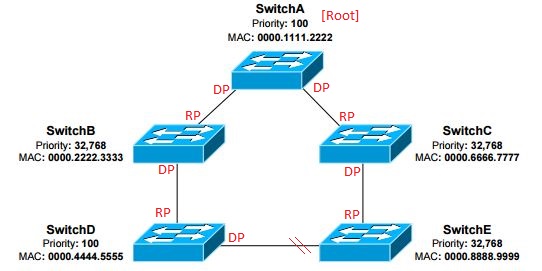 SwitchA
Priority: 100
MAC: 0000.1111.2222
[Root]
DP
DP
RP
RP
SwitchB
Priority: 32,768
MAC: 0000.2222.3333
SwitchC
Priority: 32,768
MAC: 0000.6666.7777
DP
DP
RP
RP
SwitchD
Priority: 100
MAC: 0000.4444.5555
DP
SwitchE
Priority: 32,768
MAC: 0000.8888.9999